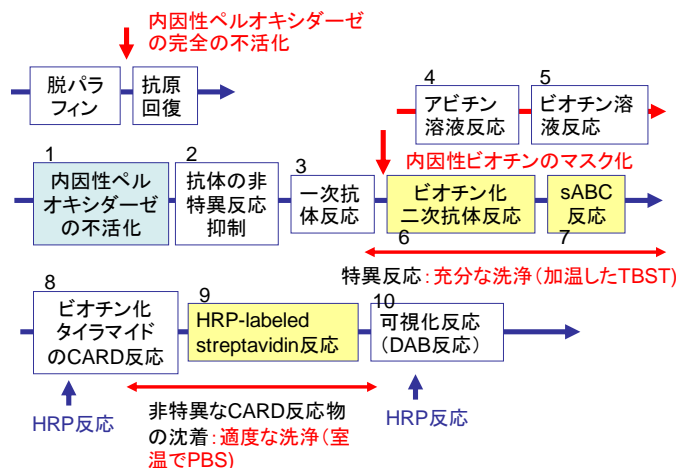 内因性ペルオキシダーゼ
の完全の不活化
脱パラ
フィン
抗原
回復
4
アビチン
溶液反応
5
ビオチン溶
液反応
内因性ビオチンのマスク化
1
内因性ペル
オキシダーゼ
の不活化
2
抗体の非
特異反応
抑制
3
一次抗
体反応
ビオチン化
二次抗体反応
6
sABC
反応
7
特異反応:充分な洗浄(加温したTBST)
8
ビオチン化
タイラマイド
のCARD反応
9
HRP-labeled
streptavidin反応
10
可視化反応
(DAB反応)
HRP反応
非特異なCARD反応物
の沈着:適度な洗浄(室
温でPBS)
HRP反応